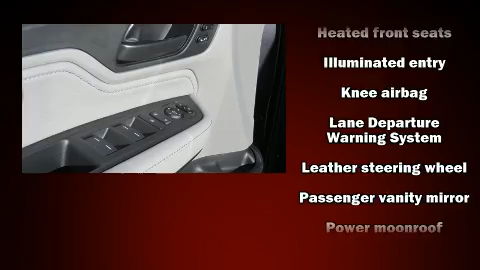 Heated front seats
Illuminated entry
Knee airbag
Lane Departure
Warning System
Leather steering wheel
Passenger vanity mirror
Power moonroof